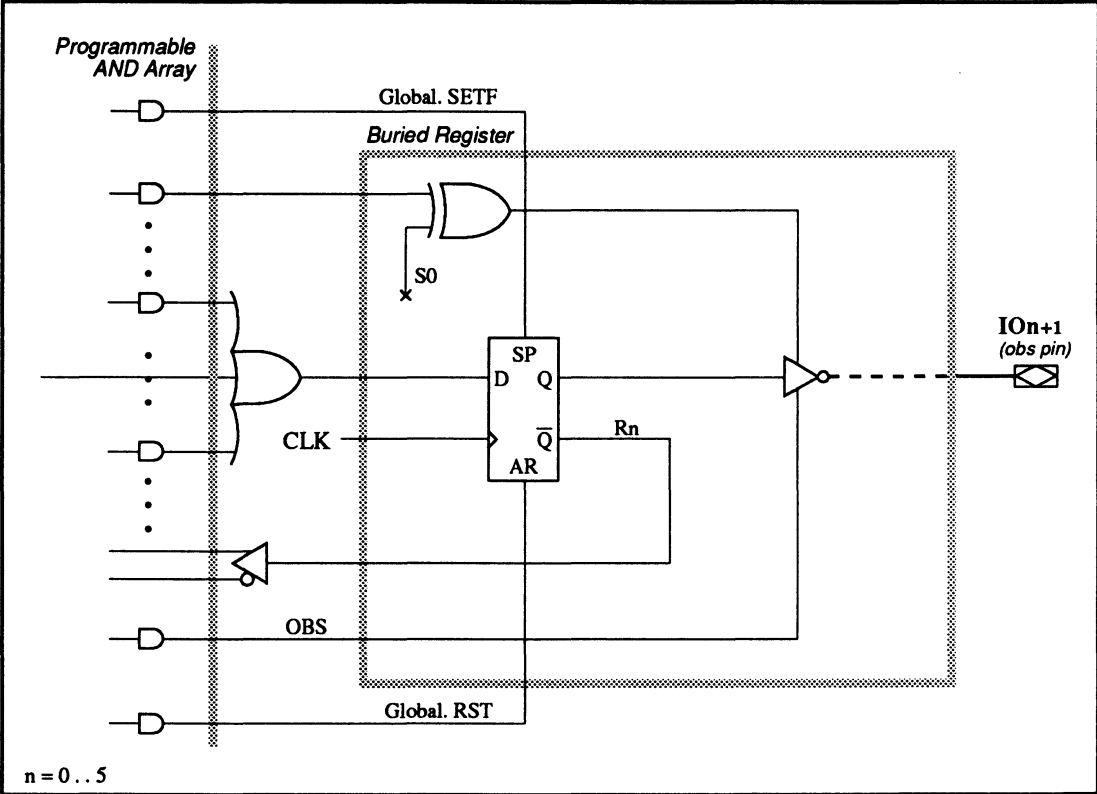 Programmable
AND Array
Global. SETF
Buried Register
S0
IOn+1
(obs pin)
SP
D Q
CLK
Q̅
Rn
AR
OBS
Global. RST
n = 0 . . 5